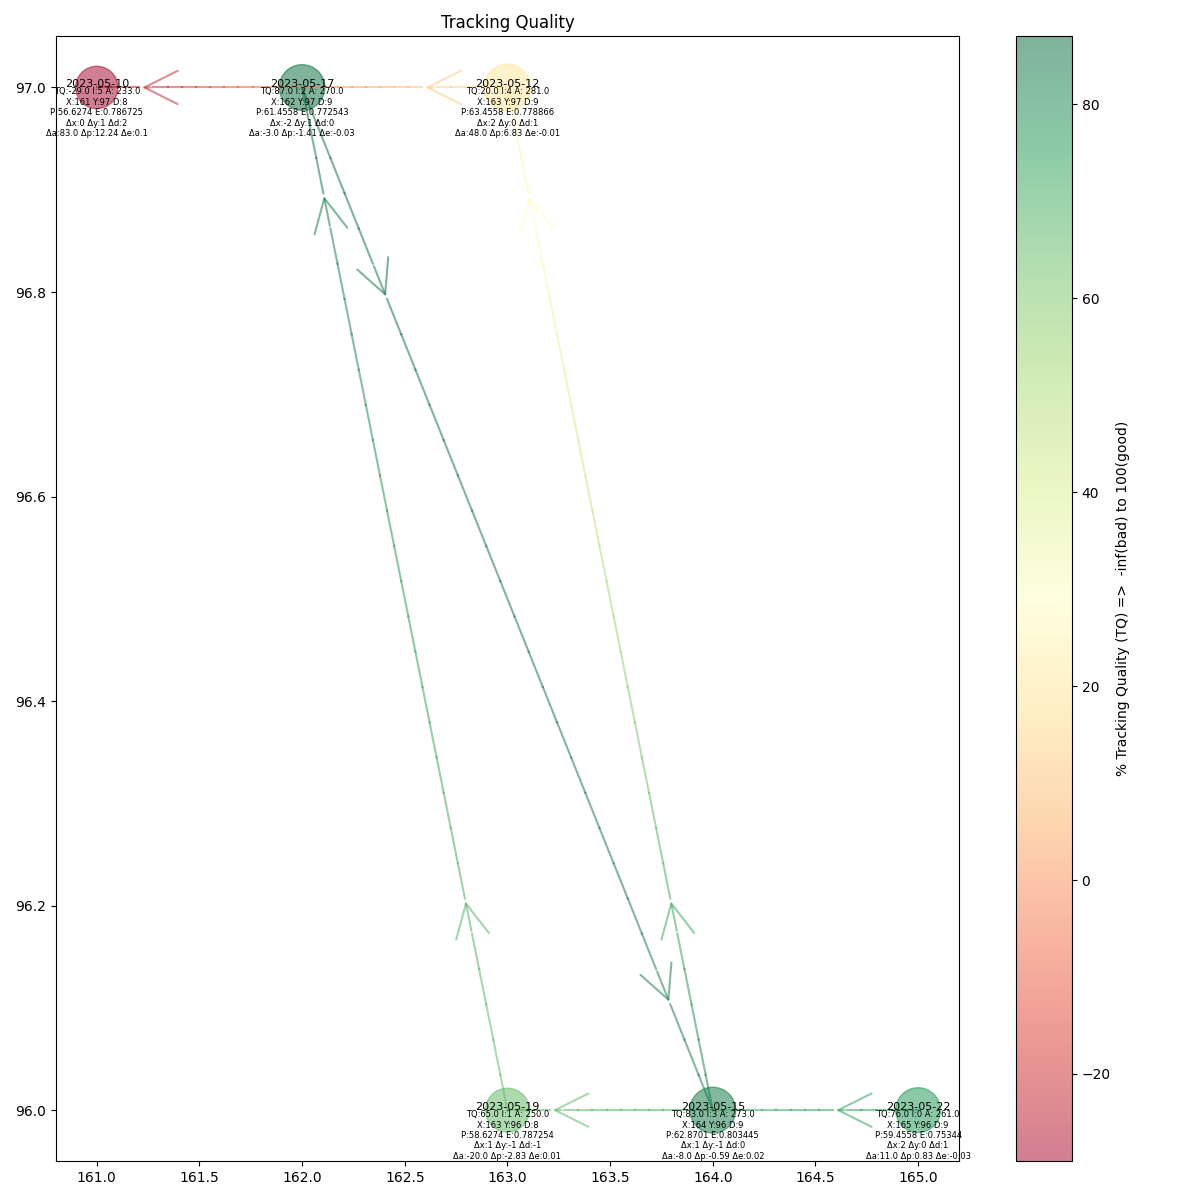 Tracking Quality
97.0
96.8
96.6
96.4
96.2
96.0
2023-05-10
TQ:-29.0 I:5 A: 233.0
X:161 Y:97 D:8
P:56.6274 E:0.786725
Δx:0 Δy:1 Δd:2
Δa:83.0 Δp:12.24 Δe:0.1
2023-05-17
TQ:87.0 I:2 A: 270.0
X:162 Y:97 D:9
P:61.4558 E:0.772543
Δx:-2 Δy:1 Δd:0
Δa:-3.0 Δp:-1.41 Δe:-0.03
2023-05-12
TQ:20.0 I:4 A: 281.0
X:163 Y:97 D:9
P:63.4558 E:0.778866
Δx:2 Δy:0 Δd:1
Δa:48.0 Δp:6.83 Δe:-0.01
2023-05-19
TQ:65.0 I:1 A: 250.0
X:163 Y:96 D:8
P:58.6274 E:0.787254
Δx:1 Δy:-1 Δd:-1
Δa:-20.0 Δp:-2.83 Δe:0.01
2023-05-15
TQ:83.0 I:3 A: 273.0
X:164 Y:96 D:9
P:62.8701 E:0.803445
Δx:1 Δy:-1 Δd:0
Δa:-8.0 Δp:-0.59 Δe:0.02
2023-05-22
TQ:76.0 I:0 A: 261.0
X:165 Y:96 D:9
P:59.4558 E:0.75344
Δx:2 Δy:0 Δd:1
Δa:11.0 Δp:0.83 Δe:-0.03
161.0 161.5 162.0 162.5 163.0 163.5 164.0 164.5 165.0
80
60
40
20
0
−20
% Tracking Quality (TQ) => -inf(bad) to 100(good)